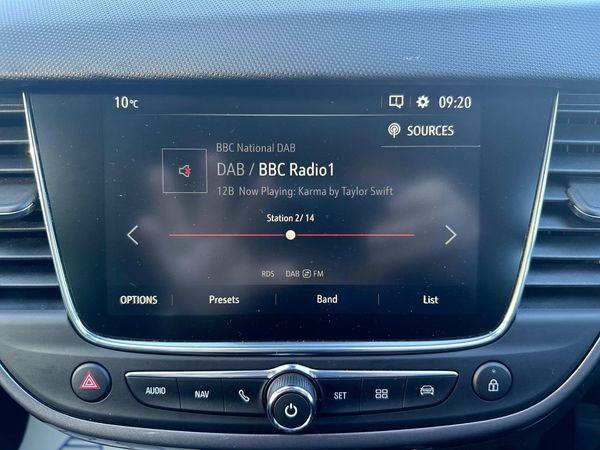 10°C 09:20
SOURCES
BBC National DAB
DAB / BBC Radio1
12B Now Playing: Karma by Taylor Swift
Station 2/ 14
RDS DAB FM
OPTIONS Presets Band List
AUDIO NAV SET